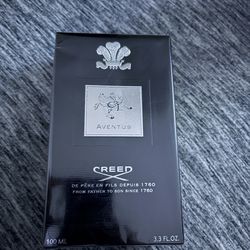 AVENTUS
CREED
DE PÈRE EN FILS DEPUIS 1760
FROM FATHER TO SON SINCE 1760
100 ML
3.3 FL.OZ.